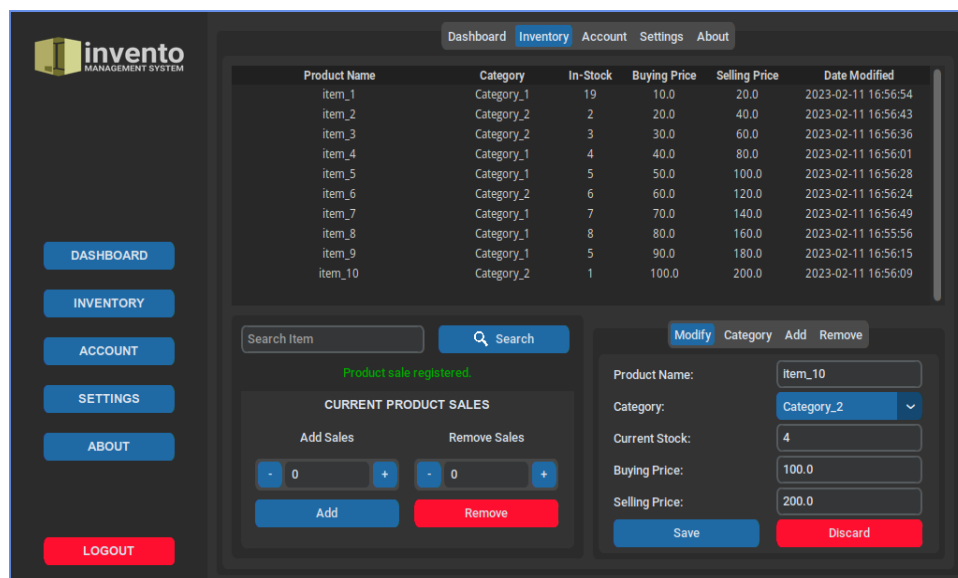 invento
MANAGEMENT SYSTEM
Dashboard Inventory Account Settings About
Product Name Category In-Stock Buying Price Selling Price Date Modified
item_1 Category_1 19 10.0 20.0 2023-02-11 16:56:54
item_2 Category_2 2 20.0 40.0 2023-02-11 16:56:43
item_3 Category_2 3 30.0 60.0 2023-02-11 16:56:36
item_4 Category_1 4 40.0 80.0 2023-02-11 16:56:01
item_5 Category_1 5 50.0 100.0 2023-02-11 16:56:28
item_6 Category_2 6 60.0 120.0 2023-02-11 16:56:24
item_7 Category_1 7 70.0 140.0 2023-02-11 16:56:49
item_8 Category_1 8 80.0 160.0 2023-02-11 16:55:56
item_9 Category_1 5 90.0 180.0 2023-02-11 16:56:15
item_10 Category_2 1 100.0 200.0 2023-02-11 16:56:09
DASHBOARD
INVENTORY
ACCOUNT
SETTINGS
ABOUT
LOGOUT
Search Item Search
Product sale registered.
CURRENT PRODUCT SALES
Add Sales Remove Sales
- 0 + - 0 +
Add Remove
Modify Category Add Remove
Product Name: item_10
Category: Category_2
Current Stock: 4
Buying Price: 100.0
Selling Price: 200.0
Save Discard